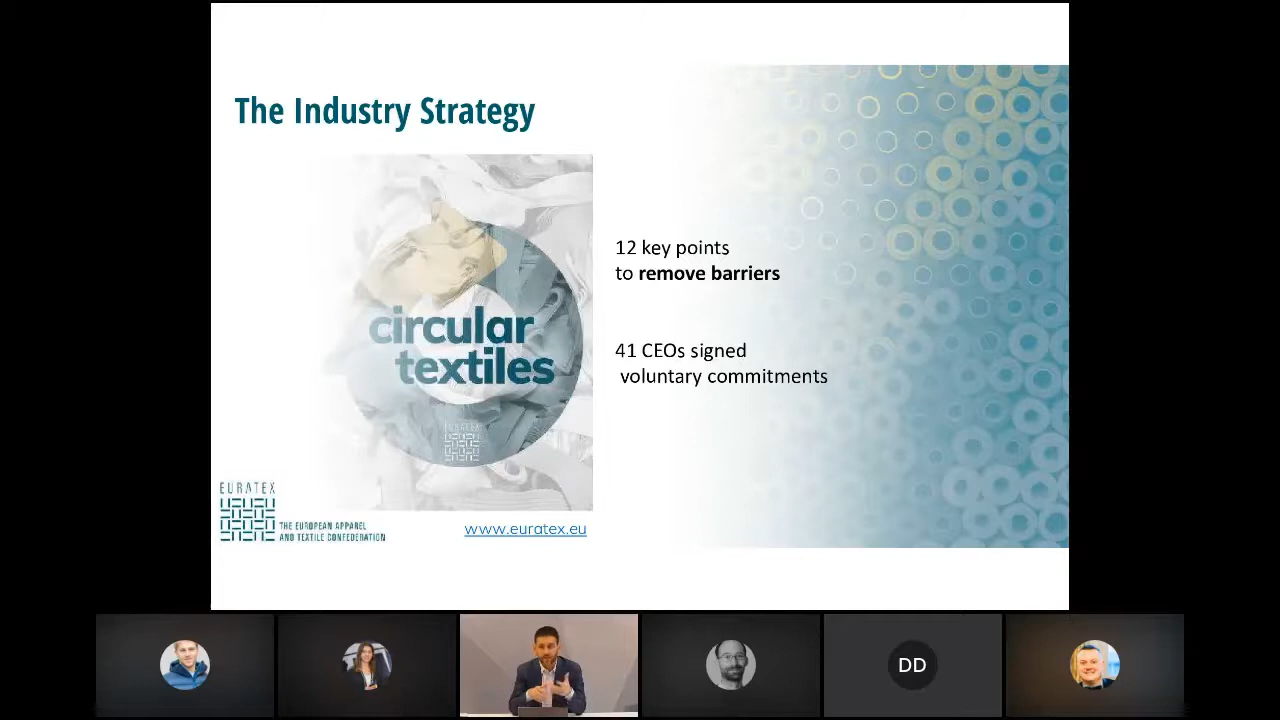 The Industry Strategy
circular
textiles
EURATEX
12 key points
to remove barriers
41 CEOs signed
voluntary commitments
EURATEX
THE EUROPEAN APPAREL
AND TEXTILE CONFEDERATION
www.euratex.eu
DD